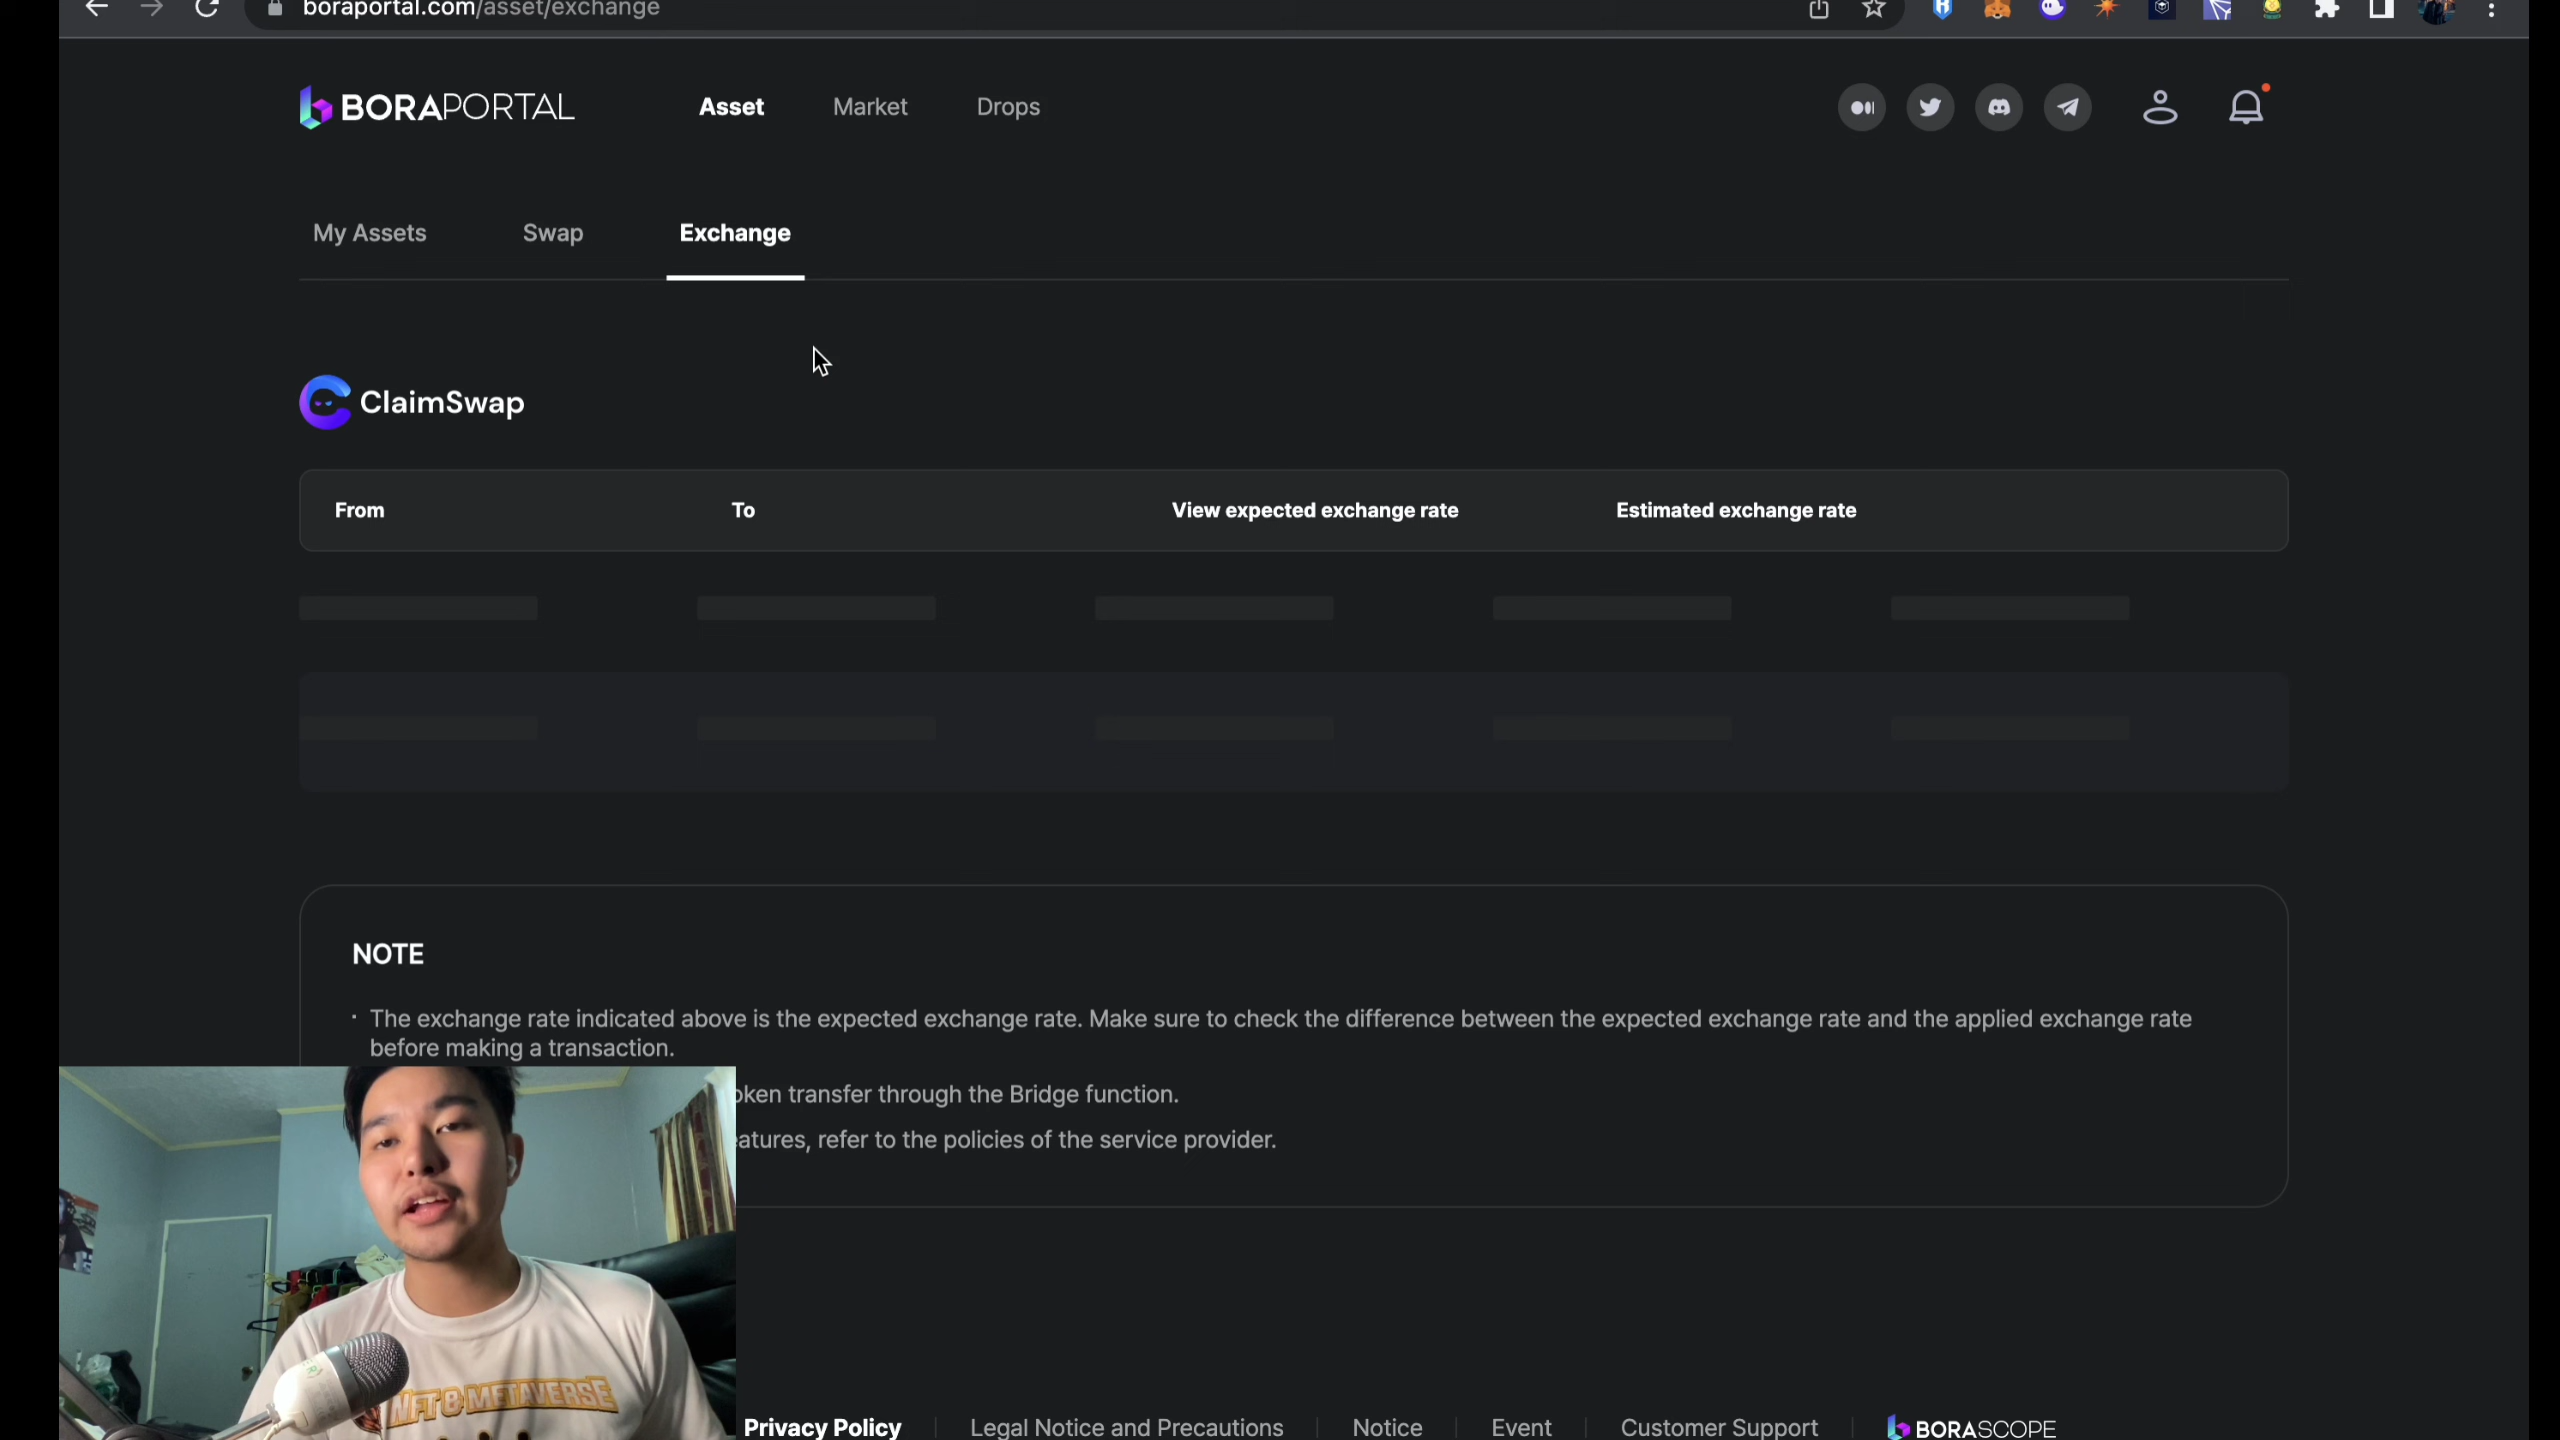 boraportal.com/asset/exchange
BORAPORTAL
Asset
Market
Drops
My Assets
Swap
Exchange
ClaimSwap
From
To
View expected exchange rate
Estimated exchange rate
NOTE
· The exchange rate indicated above is the expected exchange rate. Make sure to check the difference between the expected exchange rate and the applied exchange rate
before making a transaction.
transfer through the Bridge function.
refer to the policies of the service provider.
NFT & METAVERSE
Privacy Policy
Legal Notice and Precautions
Notice
Event
Customer Support
BORASCOPE